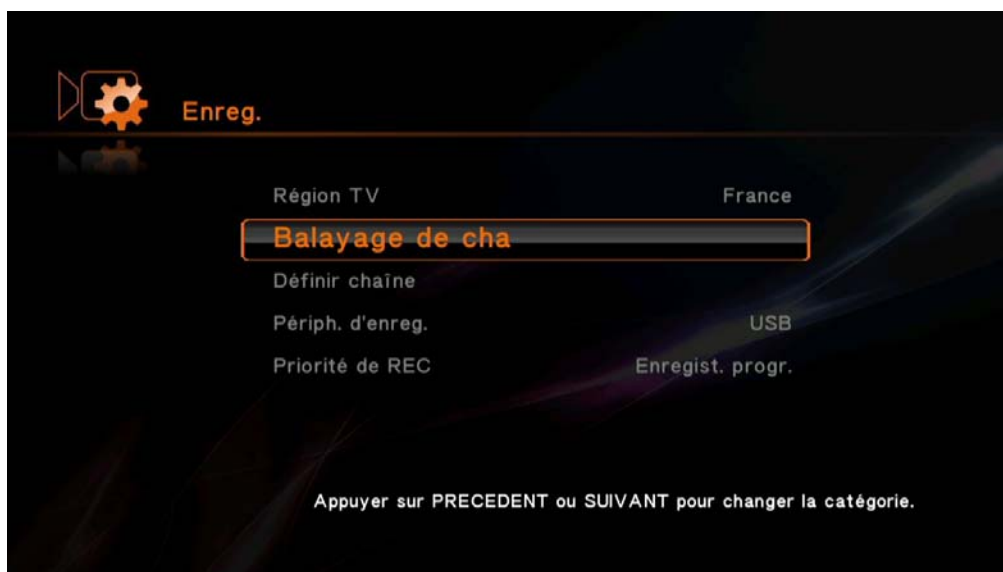 Enreg.
Région TV France
Balayage de cha
Définir chaîne
Périph. d'enreg. USB
Priorité de REC Enregist. progr.
Appuyer sur PRECEDENT ou SUIVANT pour changer la catégorie.